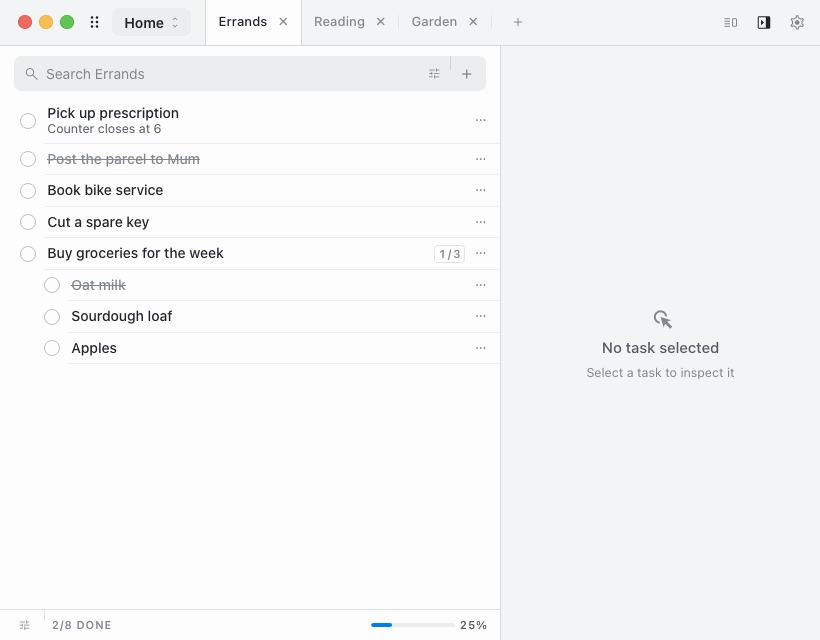 Home
Errands
Reading
Garden
Search Errands
Pick up prescription
Counter closes at 6
Post the parcel to Mum
Book bike service
Cut a spare key
Buy groceries for the week 1/3
Oat milk
Sourdough loaf
Apples
No task selected
Select a task to inspect it
2/8 DONE
25%